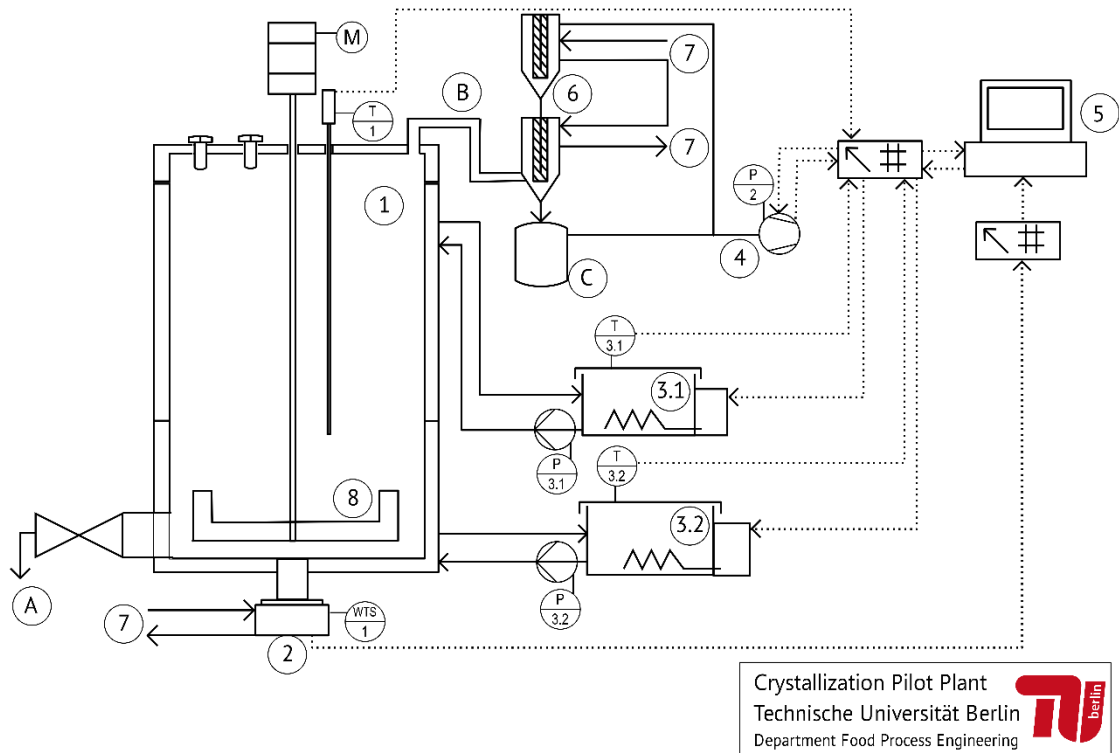 M
T
1
B
6
7
7
5
1
P
2
4
C
T
3.1
3.1
P
3.1
T
3.2
3.2
P
3.2
8
A
7
WTS
1
2
Crystallization Pilot Plant
Technische Universität Berlin
Department Food Process Engineering
berlin